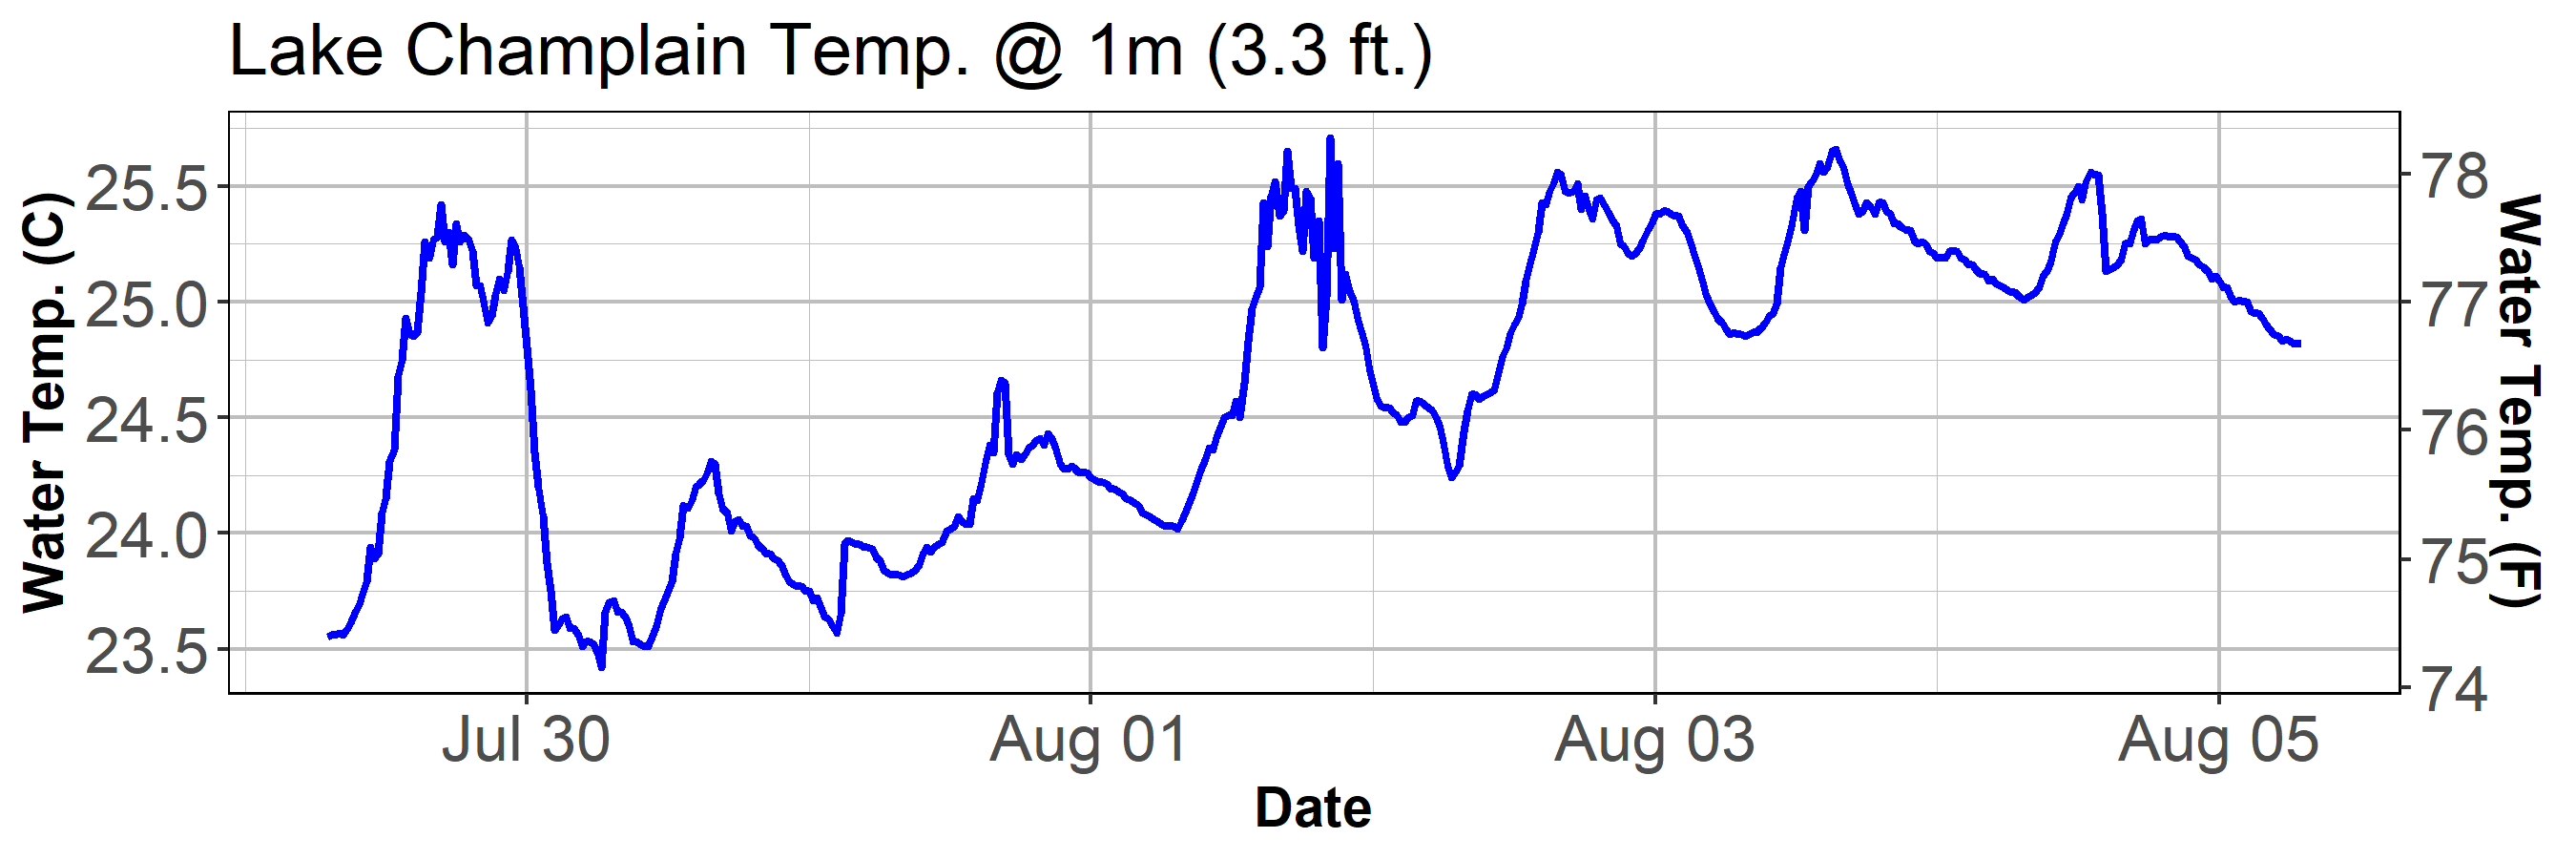 Lake Champlain Temp. @ 1m (3.3 ft.)
Water Temp. (C)
25.5
25.0
24.5
24.0
23.5
78
77
76
75
74
Water Temp. (F)
Jul 30
Aug 01
Aug 03
Aug 05
Date